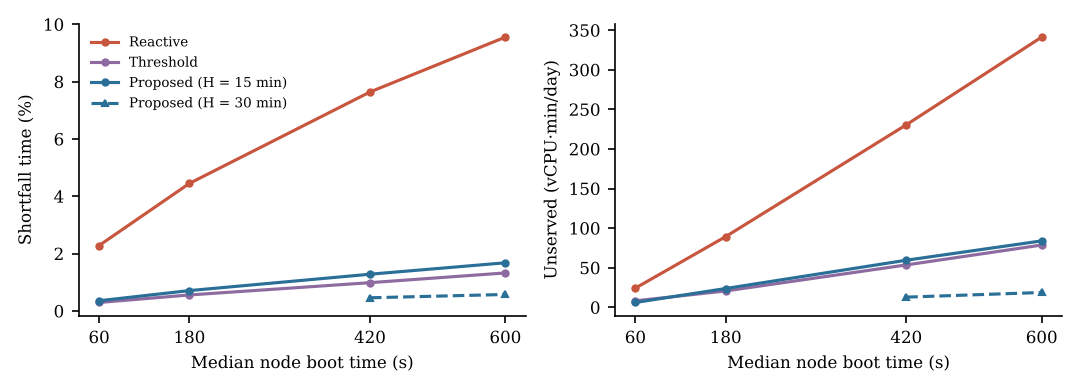 10
8
6
4
2
0
Shortfall time (%)
Reactive
Threshold
Proposed (H = 15 min)
Proposed (H = 30 min)
60
180
420
600
Median node boot time (s)
350
300
250
200
150
100
50
0
Unserved (vCPU·min/day)
60
180
420
600
Median node boot time (s)